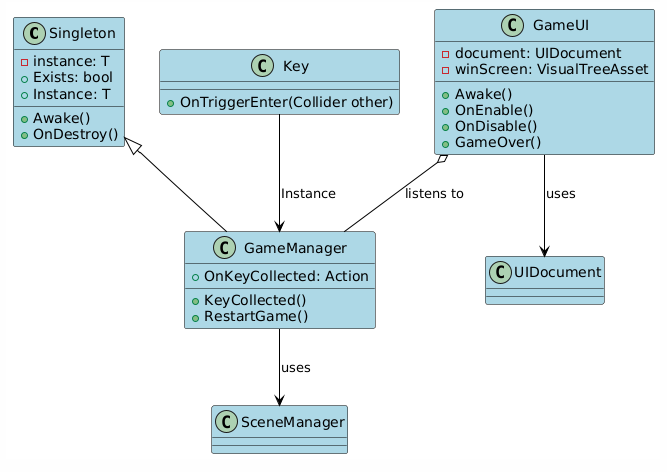 C Singleton
instance: T
Exists: bool
Instance: T
Awake()
OnDestroy()
C Key
OnTriggerEnter(Collider other)
C GameUI
document: UIDocument
winScreen: VisualTreeAsset
Awake()
OnEnable()
OnDisable()
GameOver()
Instance
listens to
uses
C GameManager
OnKeyCollected: Action
KeyCollected()
RestartGame()
C UIDocument
uses
C SceneManager